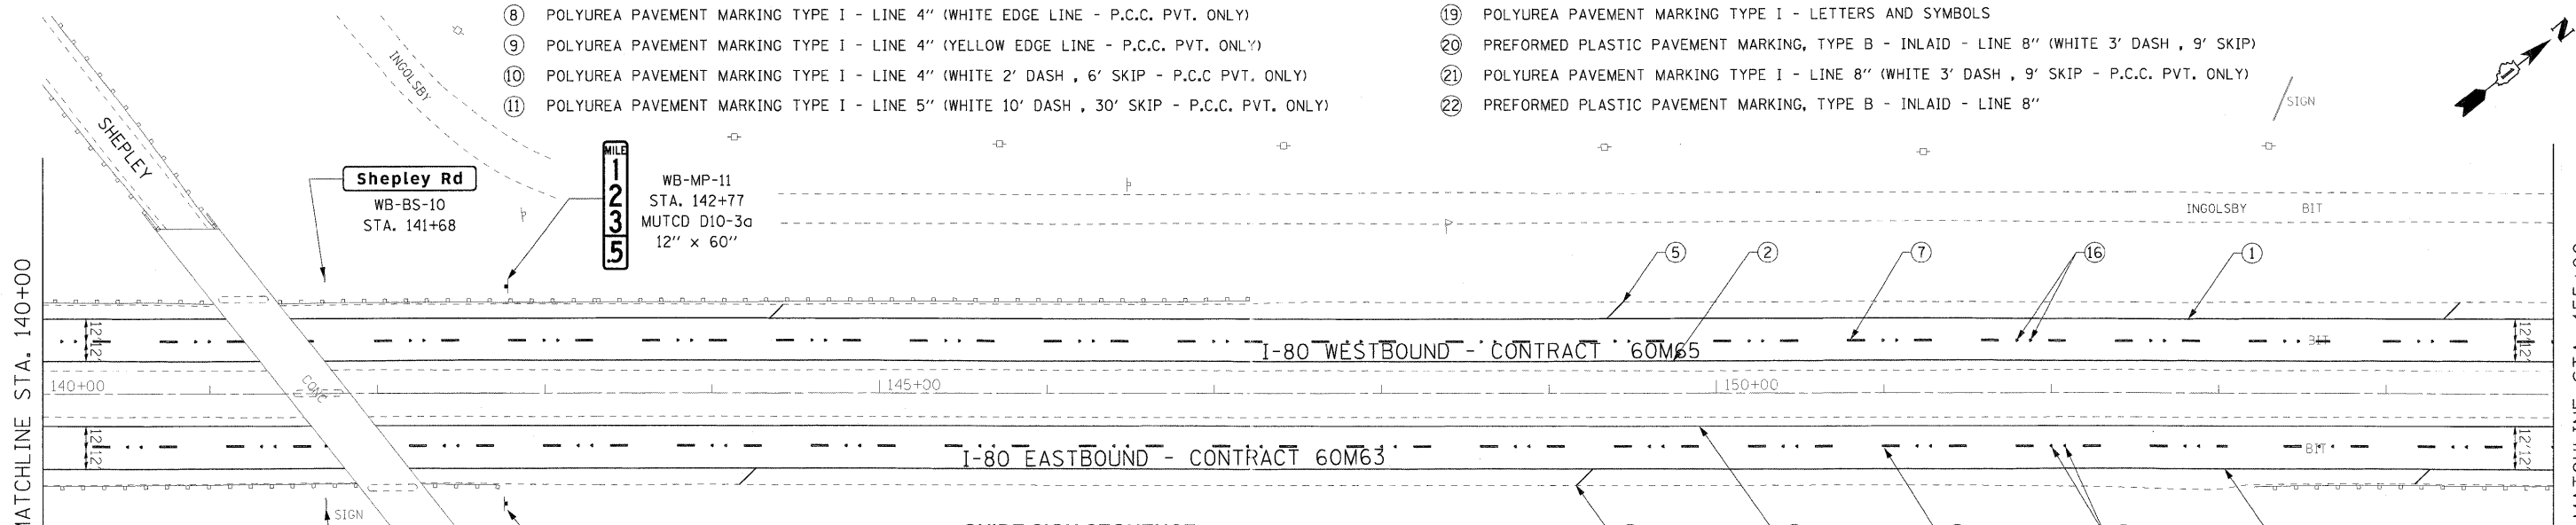 ⑧ POLYUREA PAVEMENT MARKING TYPE I - LINE 4" (WHITE EDGE LINE - P.C.C. PVT. ONLY)
⑨ POLYUREA PAVEMENT MARKING TYPE I - LINE 4" (YELLOW EDGE LINE - P.C.C. PVT. ONLY)
⑩ POLYUREA PAVEMENT MARKING TYPE I - LINE 4" (WHITE 2' DASH , 6' SKIP - P.C.C PVT. ONLY)
⑪ POLYUREA PAVEMENT MARKING TYPE I - LINE 5" (WHITE 10' DASH , 30' SKIP - P.C.C. PVT. ONLY)
⑲ POLYUREA PAVEMENT MARKING TYPE I - LETTERS AND SYMBOLS
⑳ PREFORMED PLASTIC PAVEMENT MARKING, TYPE B - INLAID - LINE 8" (WHITE 3' DASH , 9' SKIP)
㉑ POLYUREA PAVEMENT MARKING TYPE I - LINE 8" (WHITE 3' DASH , 9' SKIP - P.C.C. PVT. ONLY)
㉒ PREFORMED PLASTIC PAVEMENT MARKING, TYPE B - INLAID - LINE 8"
N
SIGN
INGOLSBY
SHEPLEY
Shepley Rd
WB-BS-10
STA. 141+68
MILE
1
2
3
.5
WB-MP-11
STA. 142+77
MUTCD D10-3a
12" x 60"
INGOLSBY BIT
⑤ ② ⑦ ⑯ ①
MATCHLINE STA. 140+00
12'
12'
I-80 WESTBOUND - CONTRACT 60M65
BIT
12'
12'
140+00
CONC
145+00
150+00
12'
12'
I-80 EASTBOUND - CONTRACT 60M63
BIT
12'
12'
SIGN